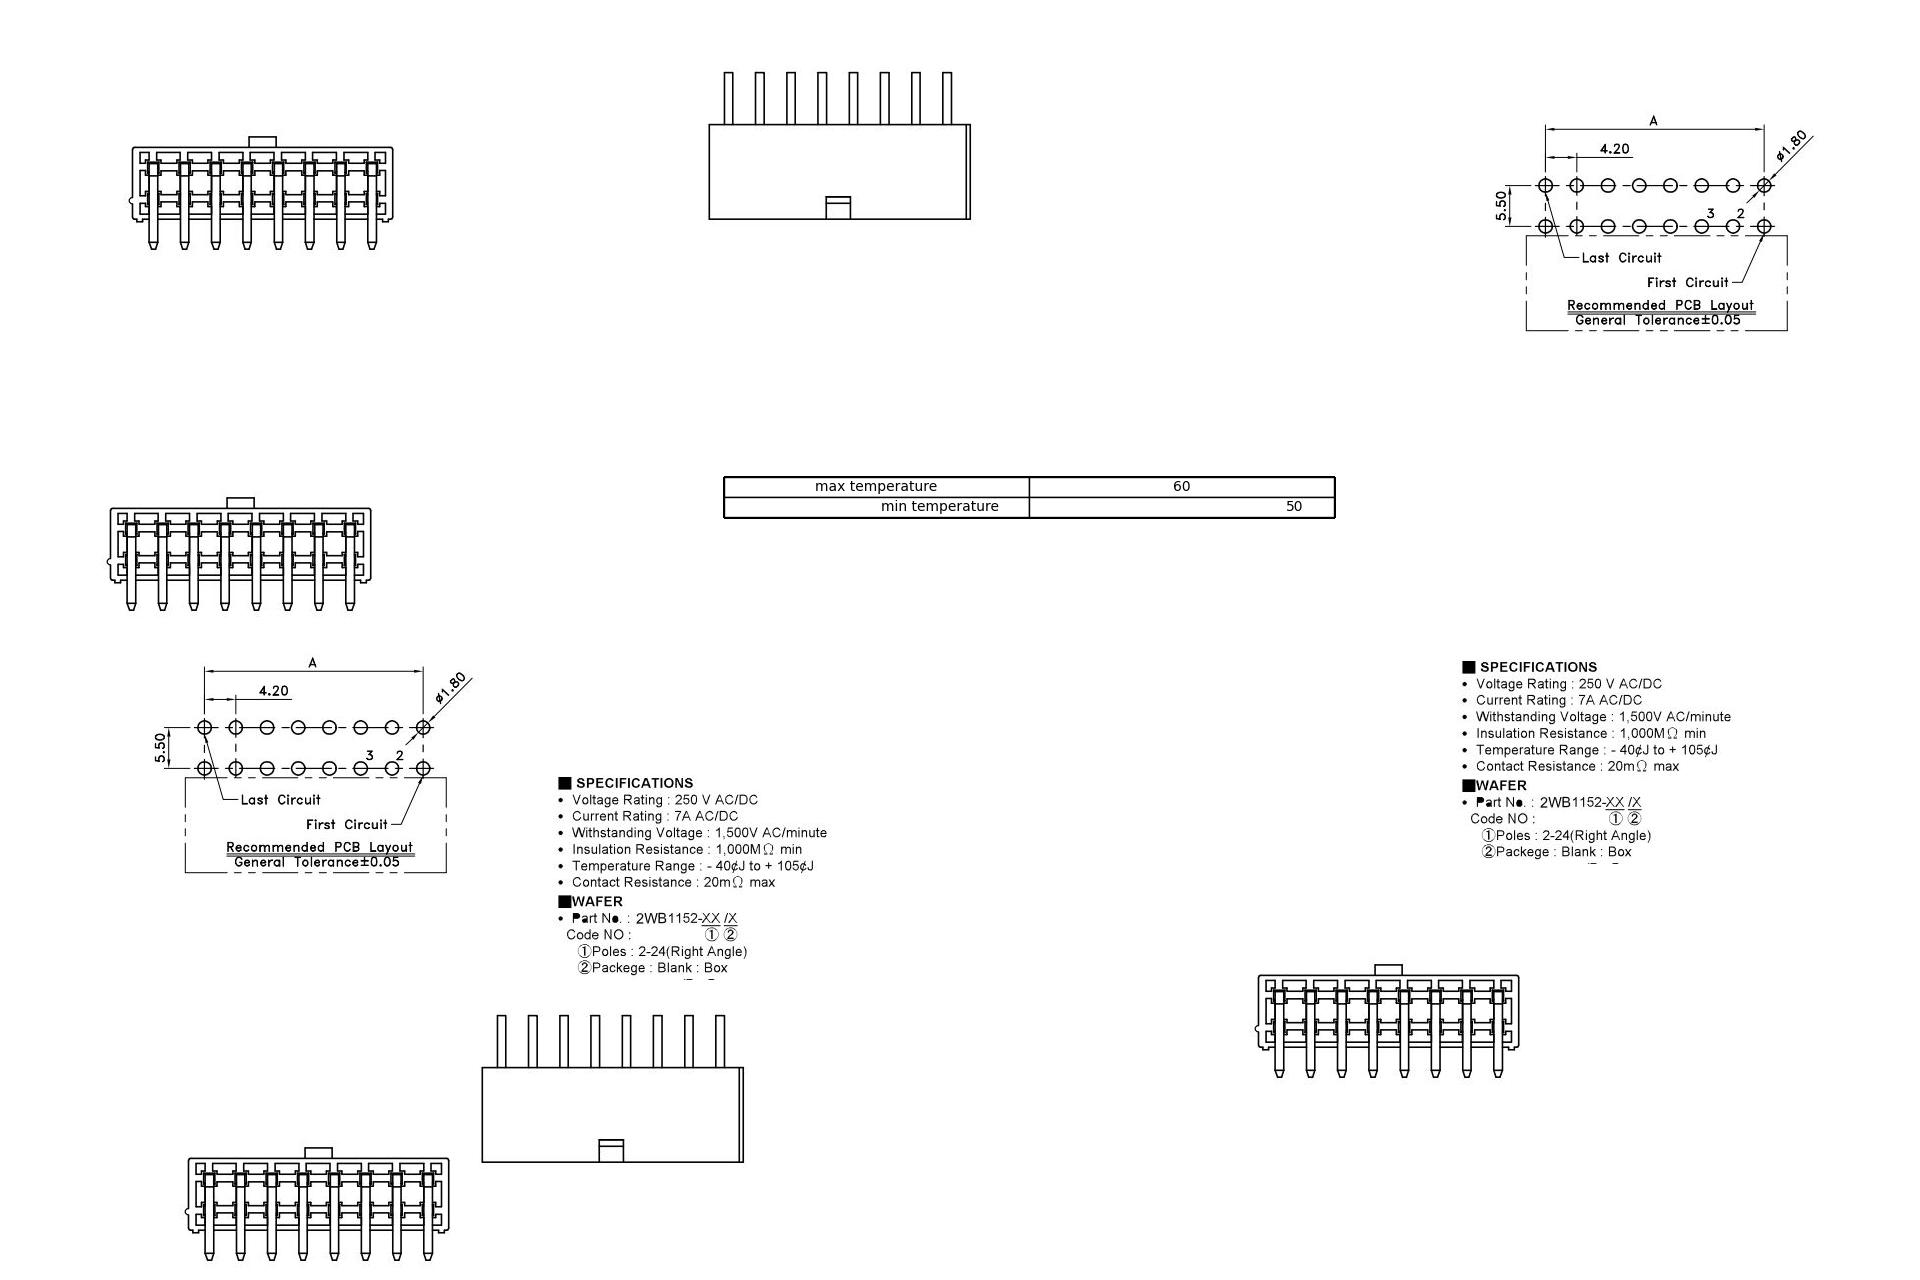 A
4.20
ø1.80
5.50
3 2
Last Circuit
First Circuit
Recommended PCB Layout
General Tolerance±0.05
max temperature 60
min temperature 50
A
4.20
ø1.80
5.50
3 2
Last Circuit
First Circuit
Recommended PCB Layout
General Tolerance±0.05
■ SPECIFICATIONS
• Voltage Rating : 250 V AC/DC
• Current Rating : 7A AC/DC
• Withstanding Voltage : 1,500V AC/minute
• Insulation Resistance : 1,000MΩ min
• Temperature Range : - 40¢J to + 105¢J
• Contact Resistance : 20mΩ max
■WAFER
• Part No. : 2WB1152-XX /X
Code NO : ① ②
①Poles : 2-24(Right Angle)
②Packege : Blank : Box
■ SPECIFICATIONS
• Voltage Rating : 250 V AC/DC
• Current Rating : 7A AC/DC
• Withstanding Voltage : 1,500V AC/minute
• Insulation Resistance : 1,000MΩ min
• Temperature Range : - 40¢J to + 105¢J
• Contact Resistance : 20mΩ max
■WAFER
• Part No. : 2WB1152-XX /X
Code NO : ① ②
①Poles : 2-24(Right Angle)
②Packege : Blank : Box